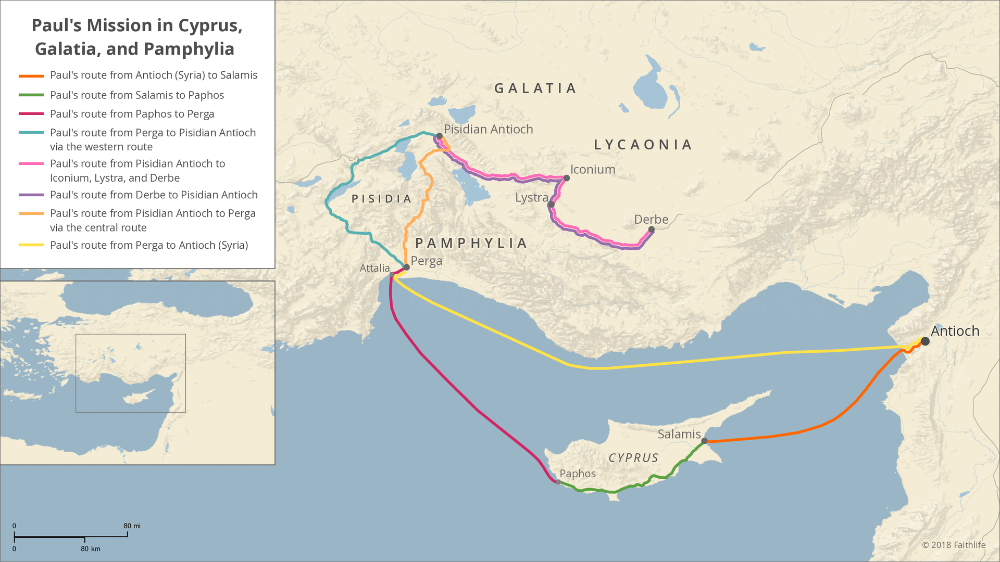 Paul's Mission in Cyprus,
Galatia, and Pamphylia
Paul's route from Antioch (Syria) to Salamis
Paul's route from Salamis to Paphos
Paul's route from Paphos to Perga
Paul's route from Perga to Pisidian Antioch
via the western route
Paul's route from Pisidian Antioch to
Iconium, Lystra, and Derbe
Paul's route from Derbe to Pisidian Antioch
Paul's route from Pisidian Antioch to Perga
via the central route
Paul's route from Perga to Antioch (Syria)
GALATIA
Pisidian Antioch
LYCAONIA
Iconium
Lystra
PISIDIA
Derbe
PAMPHYLIA
Perga
Attalia
Antioch
Salamis
CYPRUS
Paphos
0 80 mi
0 80 km
© 2018 Faithlife